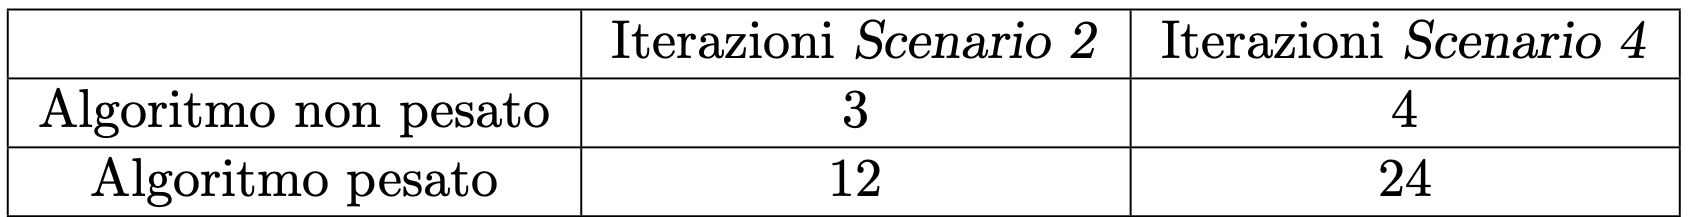 Iterazioni Scenario 2 Iterazioni Scenario 4
Algoritmo non pesato 3 4
Algoritmo pesato 12 24